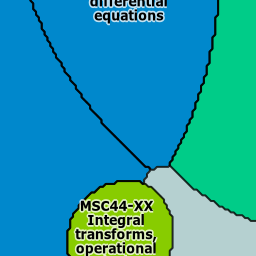 differential
equations
MSC44-XX
Integral
transforms,
operational